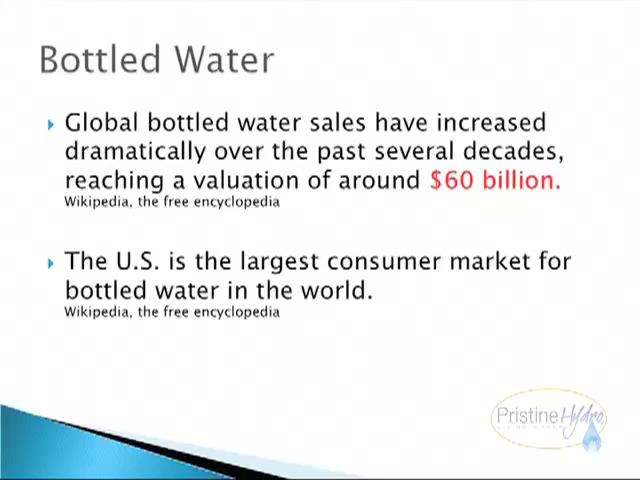 Bottled Water
Global bottled water sales have increased
dramatically over the past several decades,
reaching a valuation of around $60 billion.
Wikipedia, the free encyclopedia
The U.S. is the largest consumer market for
bottled water in the world.
Wikipedia, the free encyclopedia
Pristine Hydro